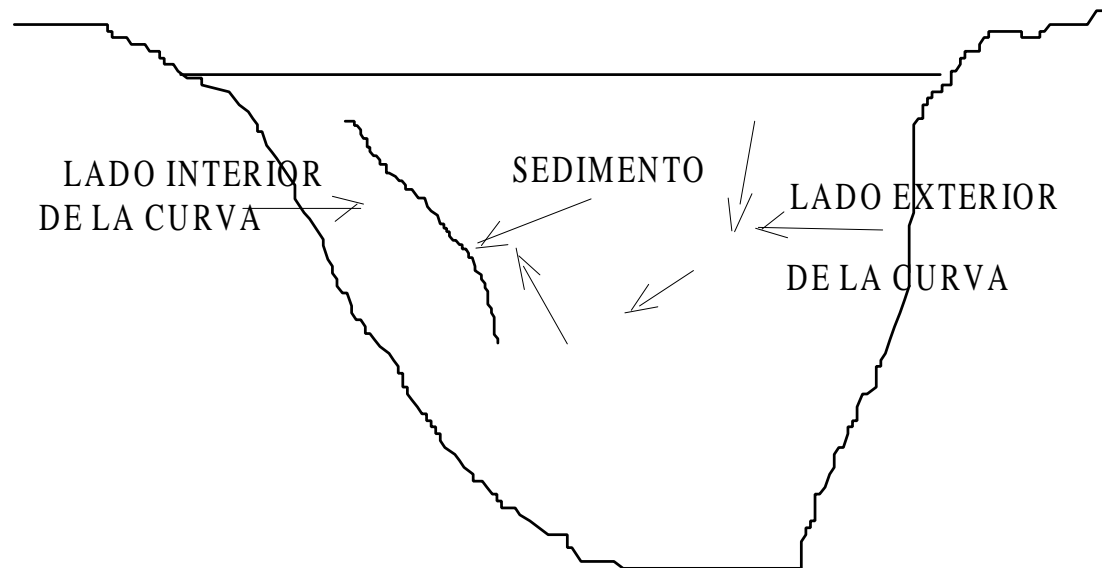 LADO INTERIOR
DE LA CURVA
SEDIMENTO
LADO EXTERIOR
DE LA CURVA